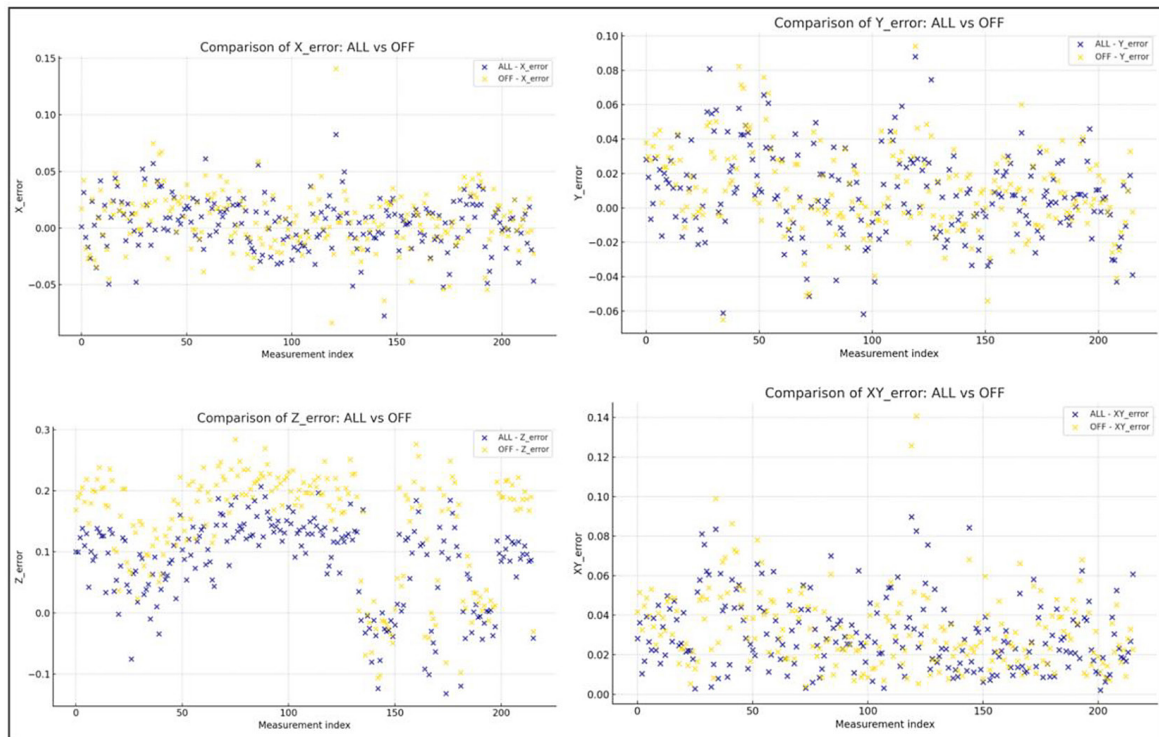 Comparison of X_error: ALL vs OFF
ALL - X_error
OFF - X_error
0.15
0.10
0.05
0.00
−0.05
X_error
0
50
100
150
200
Measurement index
Comparison of Y_error: ALL vs OFF
ALL - Y_error
OFF - Y_error
0.10
0.08
0.06
0.04
0.02
0.00
−0.02
−0.04
−0.06
Y_error
0
50
100
150
200
Measurement index
Comparison of Z_error: ALL vs OFF
ALL - Z_error
OFF - Z_error
0.3
0.2
0.1
0.0
−0.1
Z_error
0
50
100
150
200
Measurement index
Comparison of XY_error: ALL vs OFF
ALL - XY_error
OFF - XY_error
0.14
0.12
0.10
0.08
0.06
0.04
0.02
0.00
XY_error
0
50
100
150
200
Measurement index